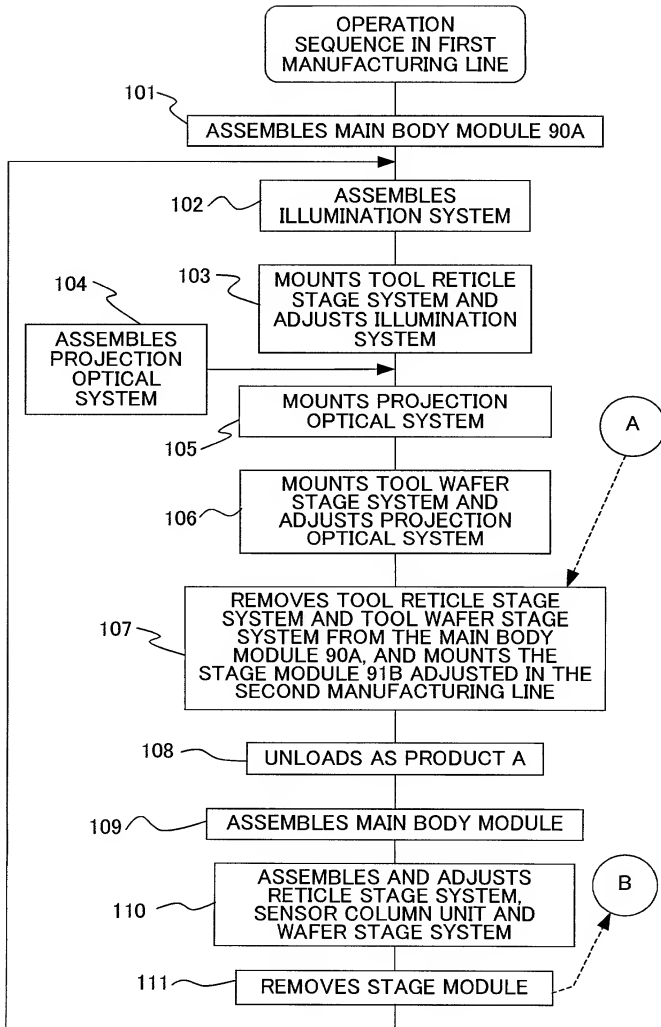 OPERATION
SEQUENCE IN FIRST
MANUFACTURING LINE
101
ASSEMBLES MAIN BODY MODULE 90A
102
ASSEMBLES
ILLUMINATION SYSTEM
103
MOUNTS TOOL RETICLE
STAGE SYSTEM AND
ADJUSTS ILLUMINATION
SYSTEM
104
ASSEMBLES
PROJECTION
OPTICAL
SYSTEM
MOUNTS PROJECTION
OPTICAL SYSTEM
105
A
MOUNTS TOOL WAFER
STAGE SYSTEM AND
ADJUSTS PROJECTION
OPTICAL SYSTEM
106
REMOVES TOOL RETICLE STAGE
SYSTEM AND TOOL WAFER STAGE
SYSTEM FROM THE MAIN BODY
MODULE 90A, AND MOUNTS THE
STAGE MODULE 91B ADJUSTED IN THE
SECOND MANUFACTURING LINE
107
108
UNLOADS AS PRODUCT A
109
ASSEMBLES MAIN BODY MODULE
110
ASSEMBLES AND ADJUSTS
RETICLE STAGE SYSTEM,
SENSOR COLUMN UNIT AND
WAFER STAGE SYSTEM
B
111
REMOVES STAGE MODULE